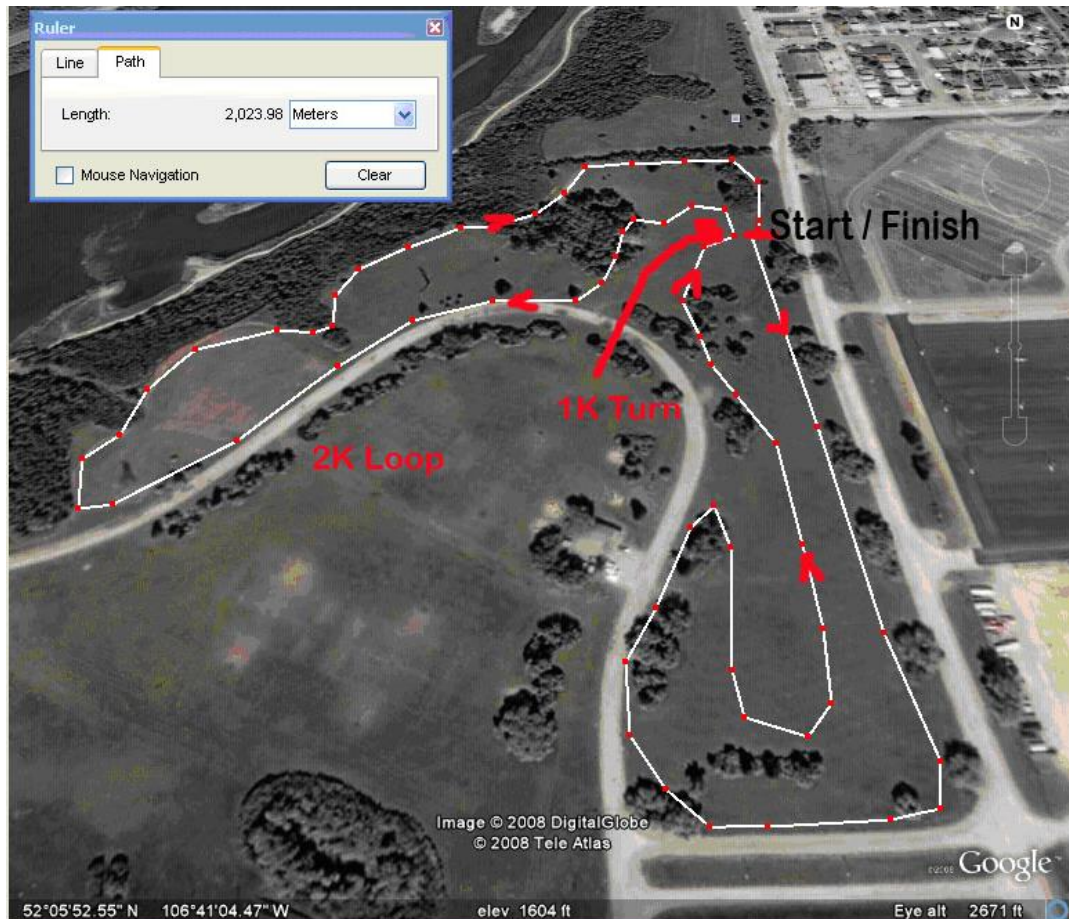 Ruler
Line Path
Length: 2,023.98 Meters
Mouse Navigation Clear
N
Start / Finish
1K Turn
2K Loop
Image © 2008 DigitalGlobe
© 2008 Tele Atlas
©2008 Google
52°05'52.55" N 106°41'04.47" W elev 1604 ft Eye alt 2671 ft